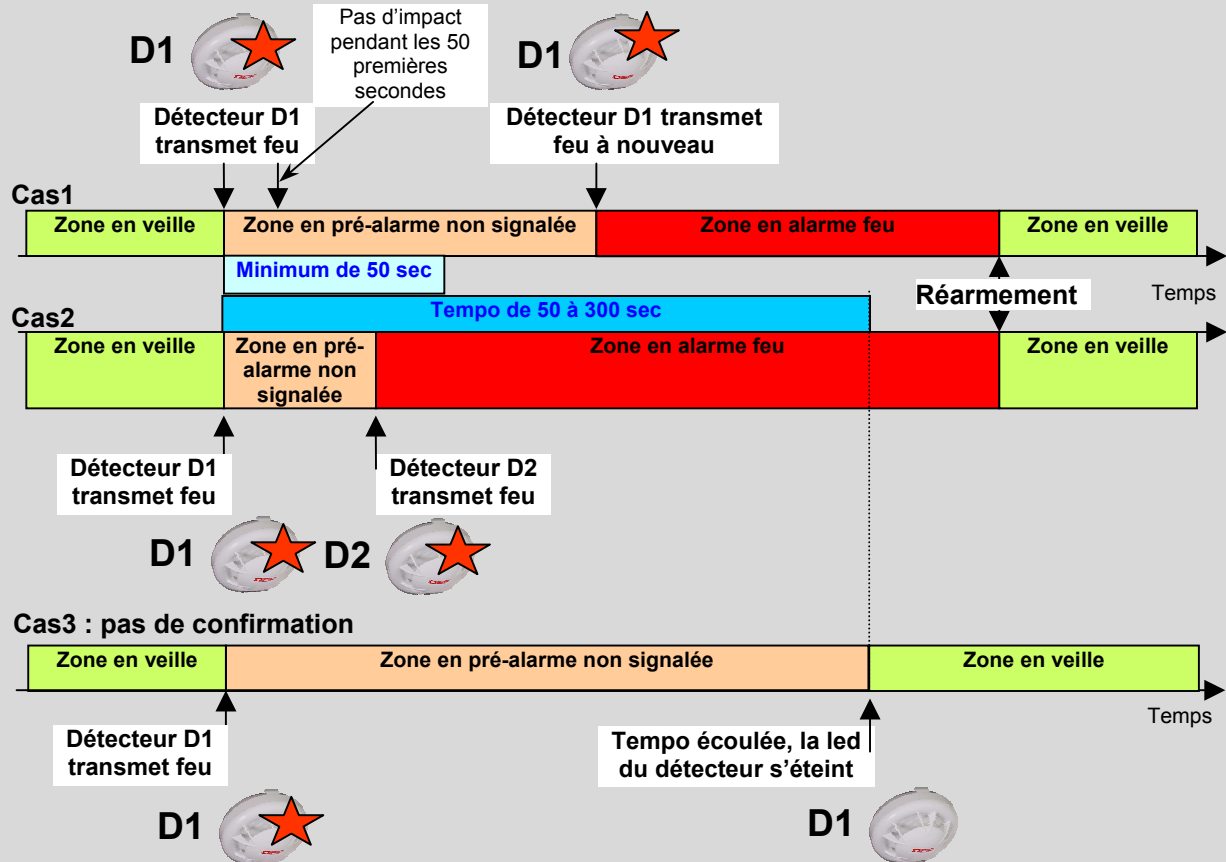 D1
Pas d'impact
pendant les 50
premières
secondes
D1
Détecteur D1
transmet feu
Détecteur D1 transmet
feu à nouveau
Cas1
Zone en veille
Zone en pré-alarme non signalée
Zone en alarme feu
Zone en veille
Minimum de 50 sec
Réarmement
Temps
Tempo de 50 à 300 sec
Cas2
Zone en veille
Zone en pré-
alarme non
signalée
Zone en alarme feu
Zone en veille
Détecteur D1
transmet feu
Détecteur D2
transmet feu
D1
D2
Cas3 : pas de confirmation
Zone en veille
Zone en pré-alarme non signalée
Zone en veille
Temps
Détecteur D1
transmet feu
Tempo écoulée, la led
du détecteur s'éteint
D1
D1